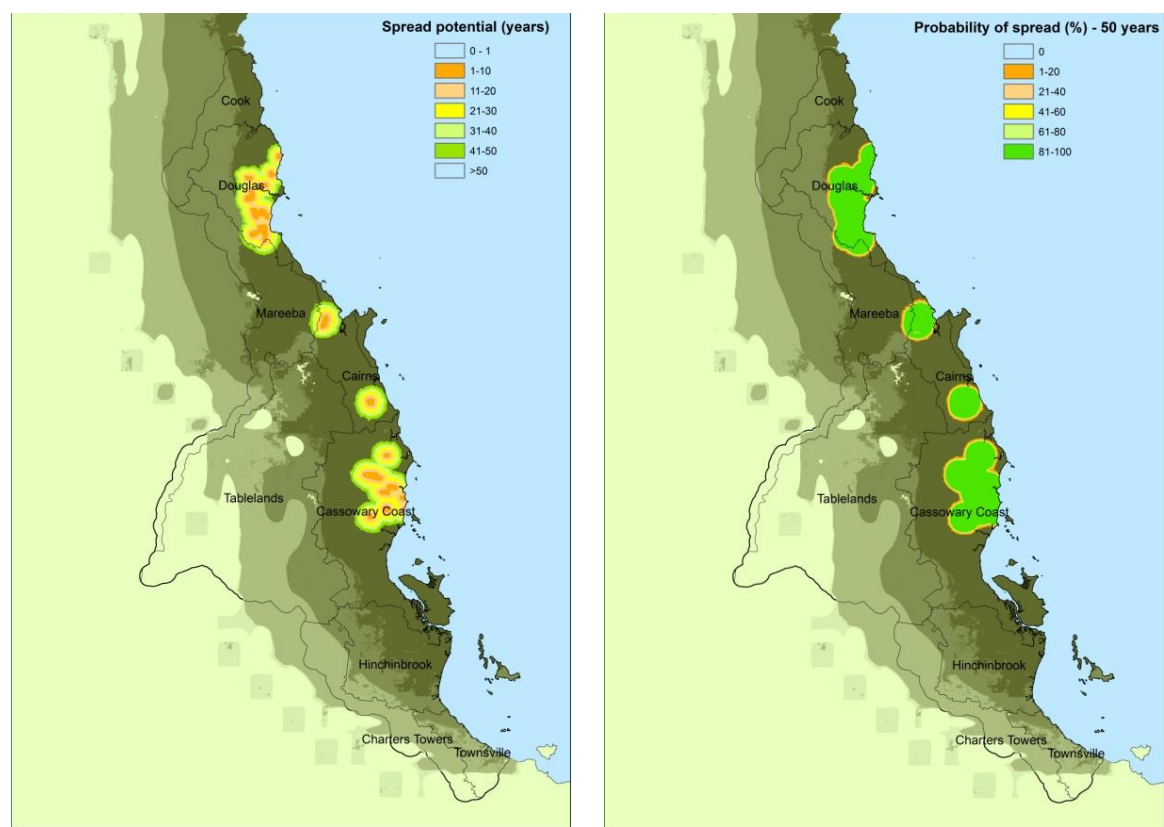 Spread potential (years)
0 - 1
1-10
11-20
21-30
31-40
41-50
>50
Cook
Douglas
Mareeba
Cairns
Tablelands
Cassowary Coast
Hinchinbrook
Charters Towers
Townsville
Probability of spread (%) - 50 years
0
1-20
21-40
41-60
61-80
81-100
Cook
Douglas
Mareeba
Cairns
Tablelands
Cassowary Coast
Hinchinbrook
Charters Towers
Townsville